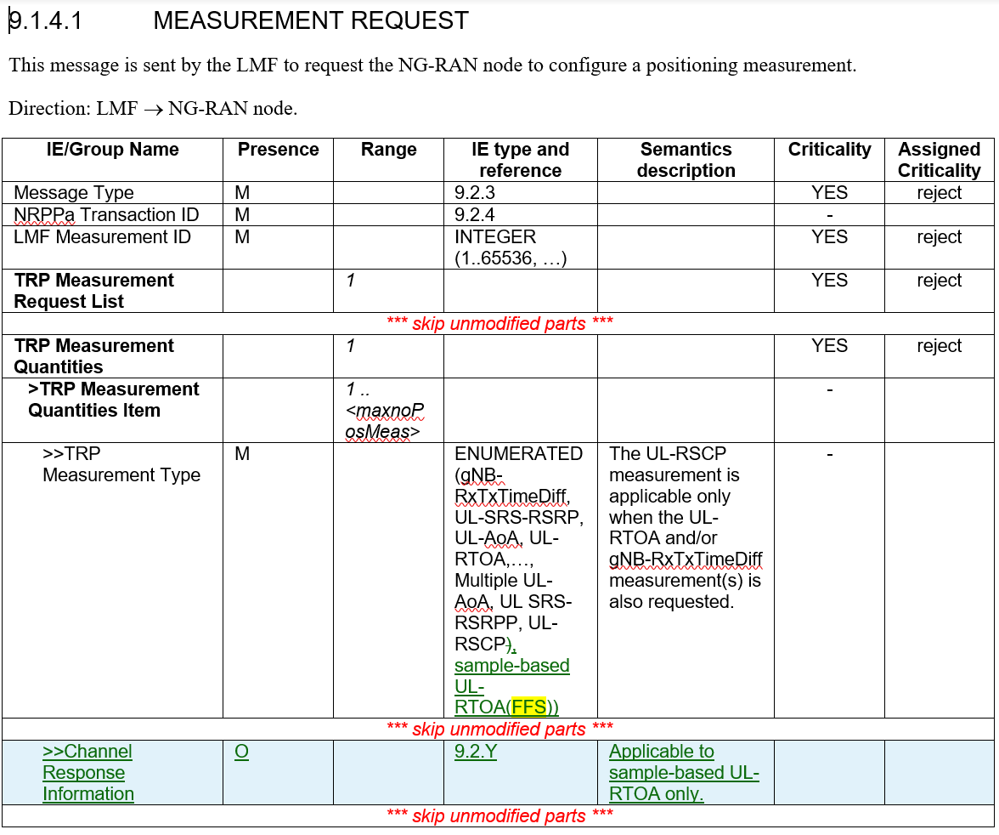 9.1.4.1 MEASUREMENT REQUEST
This message is sent by the LMF to request the NG-RAN node to configure a positioning measurement.
Direction: LMF → NG-RAN node.
IE/Group Name Presence Range IE type and reference Semantics description Criticality Assigned Criticality
Message Type M 9.2.3 YES reject
NRPPa Transaction ID M 9.2.4 -
LMF Measurement ID M INTEGER (1..65536, …) YES reject
TRP Measurement Request List 1 YES reject
*** skip unmodified parts ***
TRP Measurement Quantities 1 YES reject
>TRP Measurement Quantities Item 1 .. <maxnoPosMeas> -
>>TRP Measurement Type M ENUMERATED (gNB-RxTxTimeDiff, UL-SRS-RSRP, UL-AoA, UL-RTOA,…, Multiple UL-AoA, UL SRS-RSRPP, UL-RSCP), sample-based UL-RTOA(FFS)) The UL-RSCP measurement is applicable only when the UL-RTOA and/or gNB-RxTxTimeDiff measurement(s) is also requested. -
*** skip unmodified parts ***
>>Channel Response Information O 9.2.Y Applicable to sample-based UL-RTOA only.
*** skip unmodified parts ***